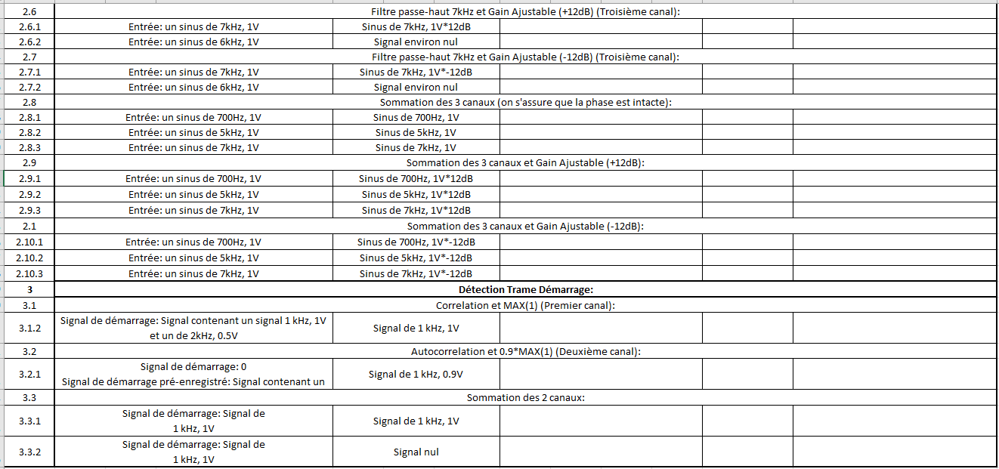 2.6 Filtre passe-haut 7kHz et Gain Ajustable (+12dB) (Troisième canal):
2.6.1 Entrée: un sinus de 7kHz, 1V Sinus de 7kHz, 1V*12dB
2.6.2 Entrée: un sinus de 6kHz, 1V Signal environ nul
2.7 Filtre passe-haut 7kHz et Gain Ajustable (-12dB) (Troisième canal):
2.7.1 Entrée: un sinus de 7kHz, 1V Sinus de 7kHz, 1V*-12dB
2.7.2 Entrée: un sinus de 6kHz, 1V Signal environ nul
2.8 Sommation des 3 canaux (on s'assure que la phase est intacte):
2.8.1 Entrée: un sinus de 700Hz, 1V Sinus de 700Hz, 1V
2.8.2 Entrée: un sinus de 5kHz, 1V Sinus de 5kHz, 1V
2.8.3 Entrée: un sinus de 7kHz, 1V Sinus de 7kHz, 1V
2.9 Sommation des 3 canaux et Gain Ajustable (+12dB):
2.9.1 Entrée: un sinus de 700Hz, 1V Sinus de 700Hz, 1V*12dB
2.9.2 Entrée: un sinus de 5kHz, 1V Sinus de 5kHz, 1V*12dB
2.9.3 Entrée: un sinus de 7kHz, 1V Sinus de 7kHz, 1V*12dB
2.1 Sommation des 3 canaux et Gain Ajustable (-12dB):
2.10.1 Entrée: un sinus de 700Hz, 1V Sinus de 700Hz, 1V*-12dB
2.10.2 Entrée: un sinus de 5kHz, 1V Sinus de 5kHz, 1V*-12dB
2.10.3 Entrée: un sinus de 7kHz, 1V Sinus de 7kHz, 1V*-12dB
3 Détection Trame Démarrage:
3.1 Correlation et MAX(1) (Premier canal):
3.1.2 Signal de démarrage: Signal contenant un signal 1 kHz, 1V
et un de 2kHz, 0.5V
Signal de 1 kHz, 1V
3.2 Autocorrelation et 0.9*MAX(1) (Deuxième canal):
3.2.1 Signal de démarrage: 0
Signal de démarrage pré-enregistré: Signal contenant un
Signal de 1 kHz, 0.9V
3.3 Sommation des 2 canaux:
3.3.1 Signal de démarrage: Signal de
1 kHz, 1V
Signal de 1 kHz, 1V
3.3.2 Signal de démarrage: Signal de
1 kHz, 1V
Signal nul